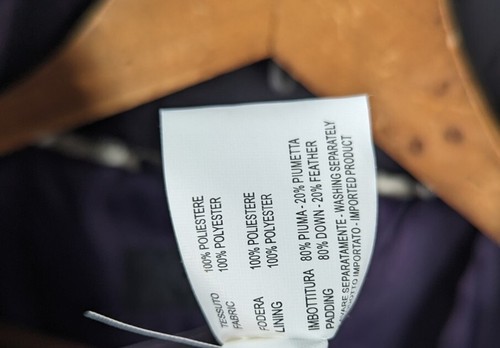 TESSUTO 100% POLIESTERE
FABRIC 100% POLYESTER
FODERA 100% POLIESTERE
LINING 100% POLYESTER
IMBOTTITURA 80% PIUMA - 20% PIUMETTA
PADDING 80% DOWN - 20% FEATHER
SEPARATAMENTE - WASHING SEPARATELY
IMPORTATO - IMPORTED PRODUCT